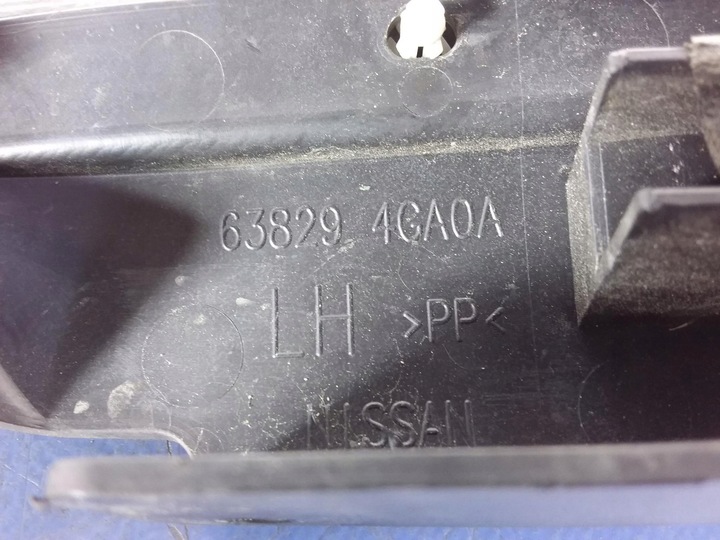 63829 4GA0A
LH >PP<
NISSAN